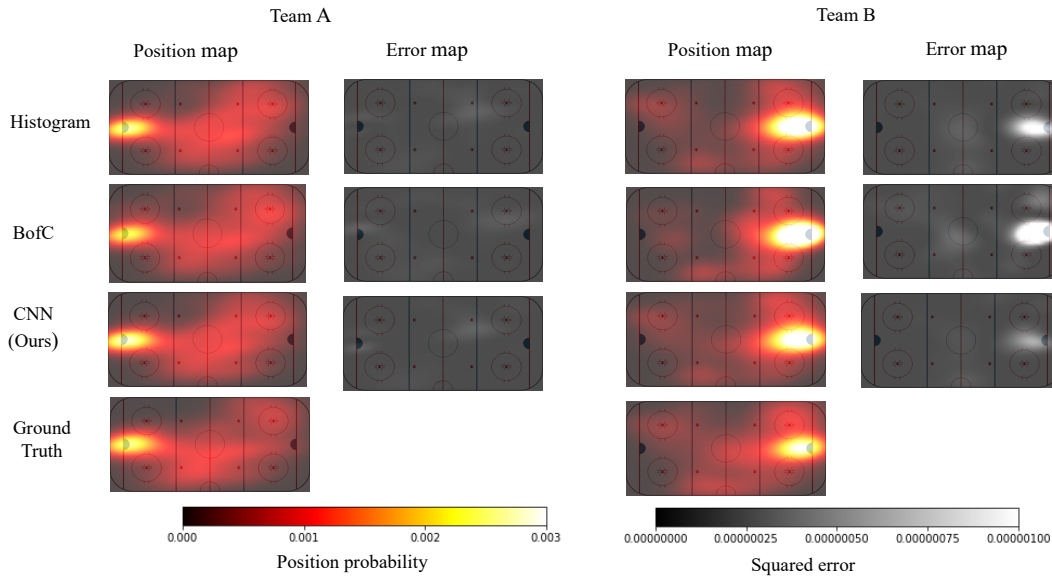 Team A
Team B
Position map
Error map
Position map
Error map
Histogram
BofC
CNN
(Ours)
Ground
Truth
0.000
0.001
0.002
0.003
Position probability
0.00000000
0.00000025
0.00000050
0.00000075
0.00000100
Squared error